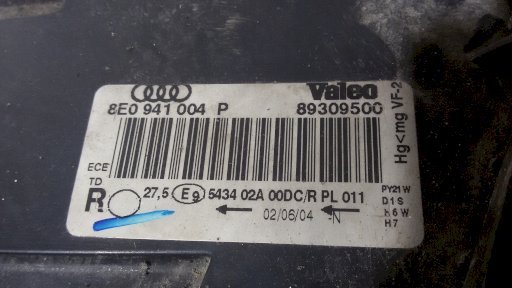 Valeo
8E0 941 004 P 89309500
Hg<mg VF-2
ECE
TD
R 27,5 E9 5434 02A 00DC/R PL 011
02/06/04 -N
PY21W
D1S
H6W
H7